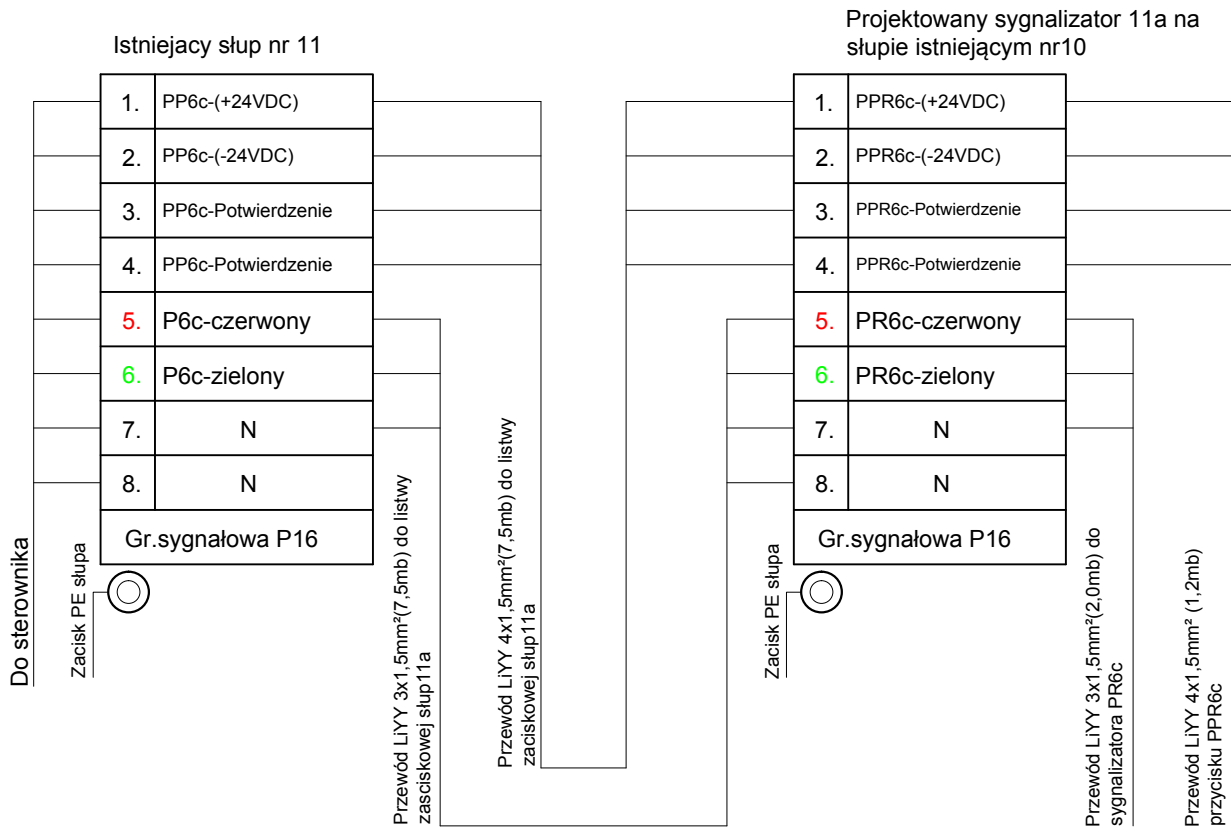 Istniejacy słup nr 11
1. PP6c-(+24VDC)
2. PP6c-(-24VDC)
3. PP6c-Potwierdzenie
4. PP6c-Potwierdzenie
5. P6c-czerwony
6. P6c-zielony
7. N
8. N
Gr.sygnałowa P16
Do sterownika
Zacisk PE słupa
Przewód LiYY 3x1,5mm²(7,5mb) do listwy
zasciskowej słup11a
Przewód LiYY 4x1,5mm²(7,5mb) do listwy
zaciskowej słup11a
Projektowany sygnalizator 11a na
słupie istniejącym nr10
1. PPR6c-(+24VDC)
2. PPR6c-(-24VDC)
3. PPR6c-Potwierdzenie
4. PPR6c-Potwierdzenie
5. PR6c-czerwony
6. PR6c-zielony
7. N
8. N
Gr.sygnałowa P16
Zacisk PE słupa
Przewód LiYY 3x1,5mm²(2,0mb) do
sygnalizatora PR6c
Przewód LiYY 4x1,5mm² (1,2mb)
przycisku PPR6c